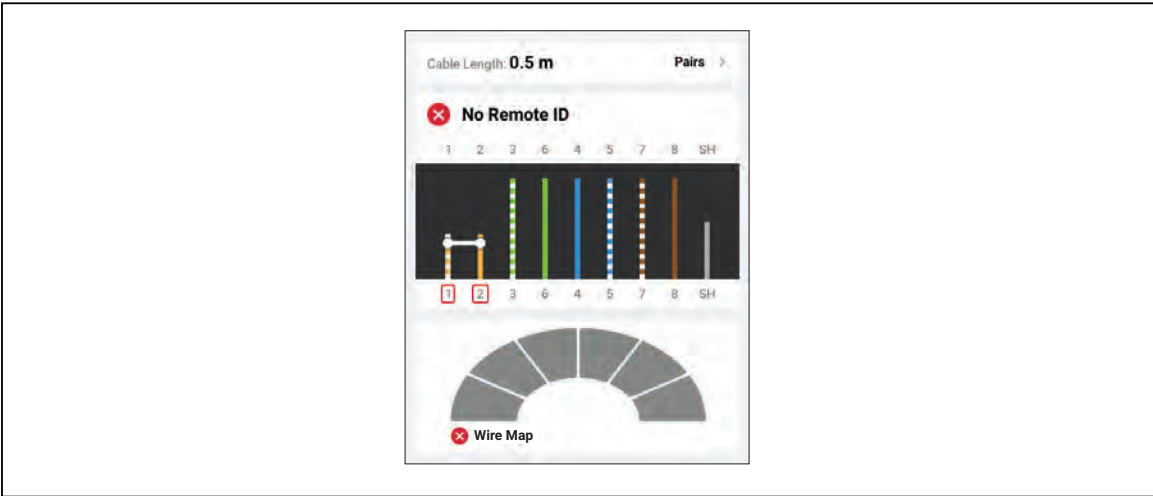 Cable Length: 0.5 m Pairs >
No Remote ID
1 2 3 6 4 5 7 8 SH
1 2 3 6 4 5 7 8 SH
Wire Map